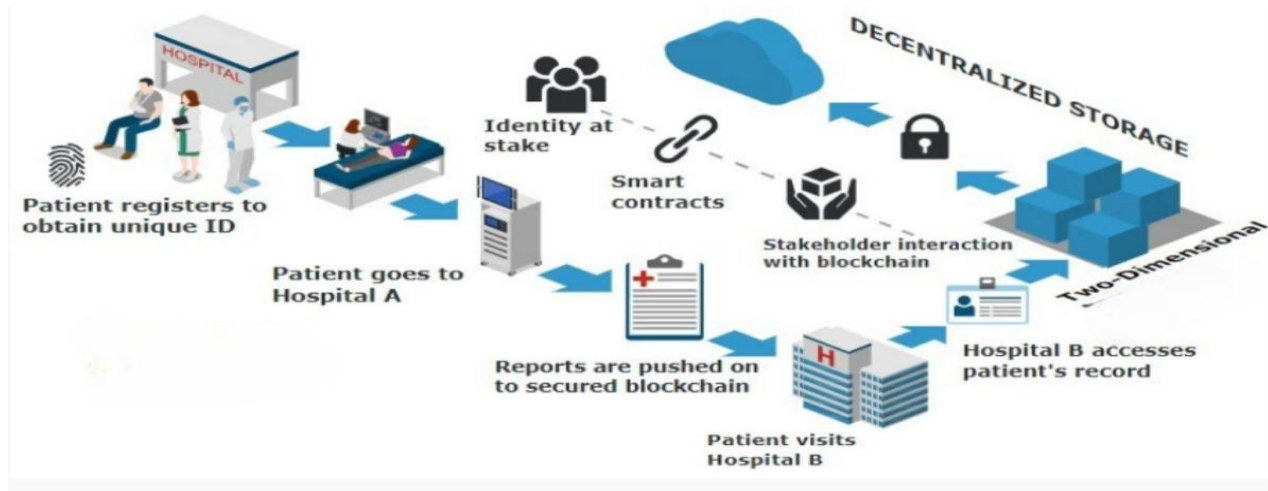 HOSPITAL
Patient registers to
obtain unique ID
Patient goes to
Hospital A
Identity at
stake
Smart
contracts
Stakeholder interaction
with blockchain
DECENTRALIZED STORAGE
Two-Dimensional
Reports are pushed on
to secured blockchain
H
Patient visits
Hospital B
Hospital B accesses
patient's record